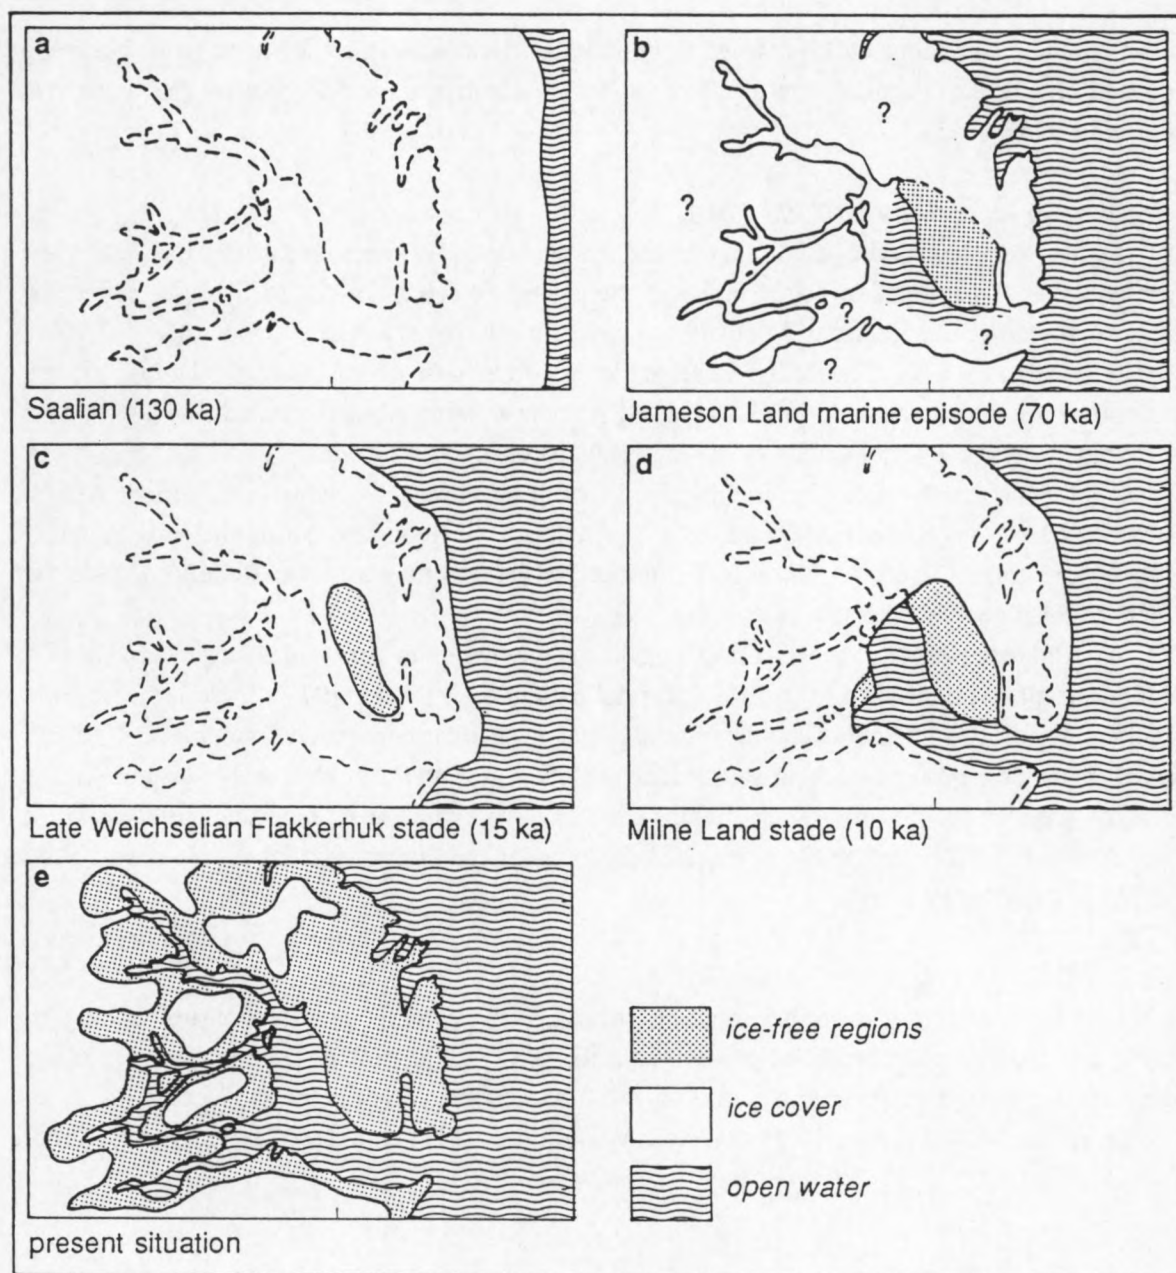 a
Saalian (130 ka)
b
?
?
?
?
?
Jameson Land marine episode (70 ka)
c
Late Weichselian Flakkerhuk stade (15 ka)
d
Milne Land stade (10 ka)
e
present situation
ice-free regions
ice cover
open water